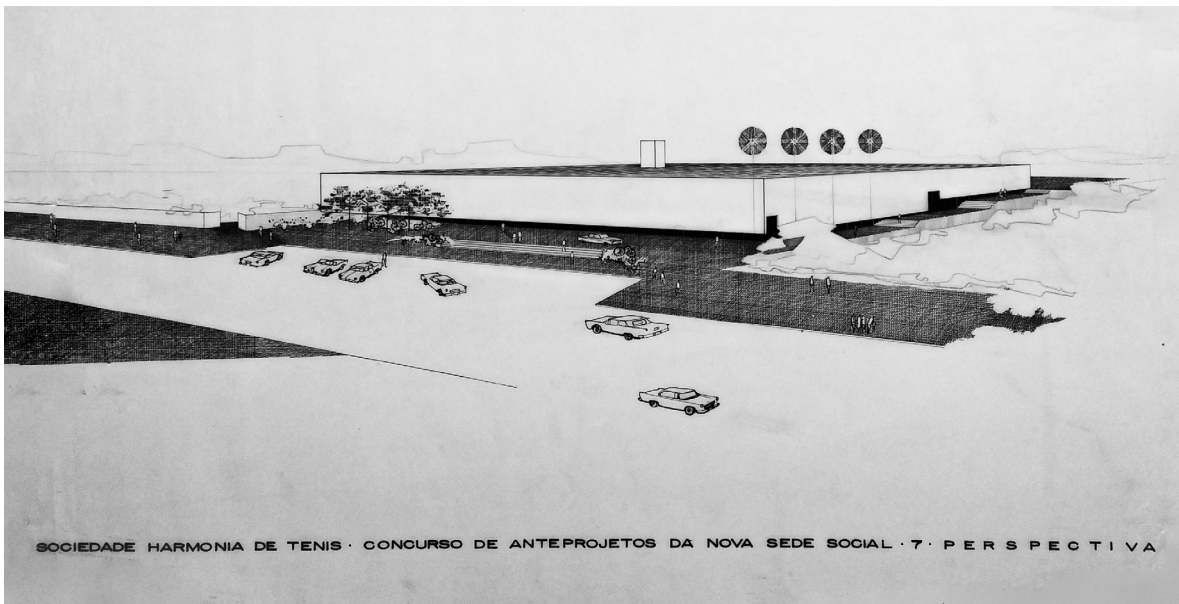 SOCIEDADE HARMONIA DE TENIS · CONCURSO DE ANTEPROJETOS DA NOVA SEDE SOCIAL · 7 · PERSPECTIVA